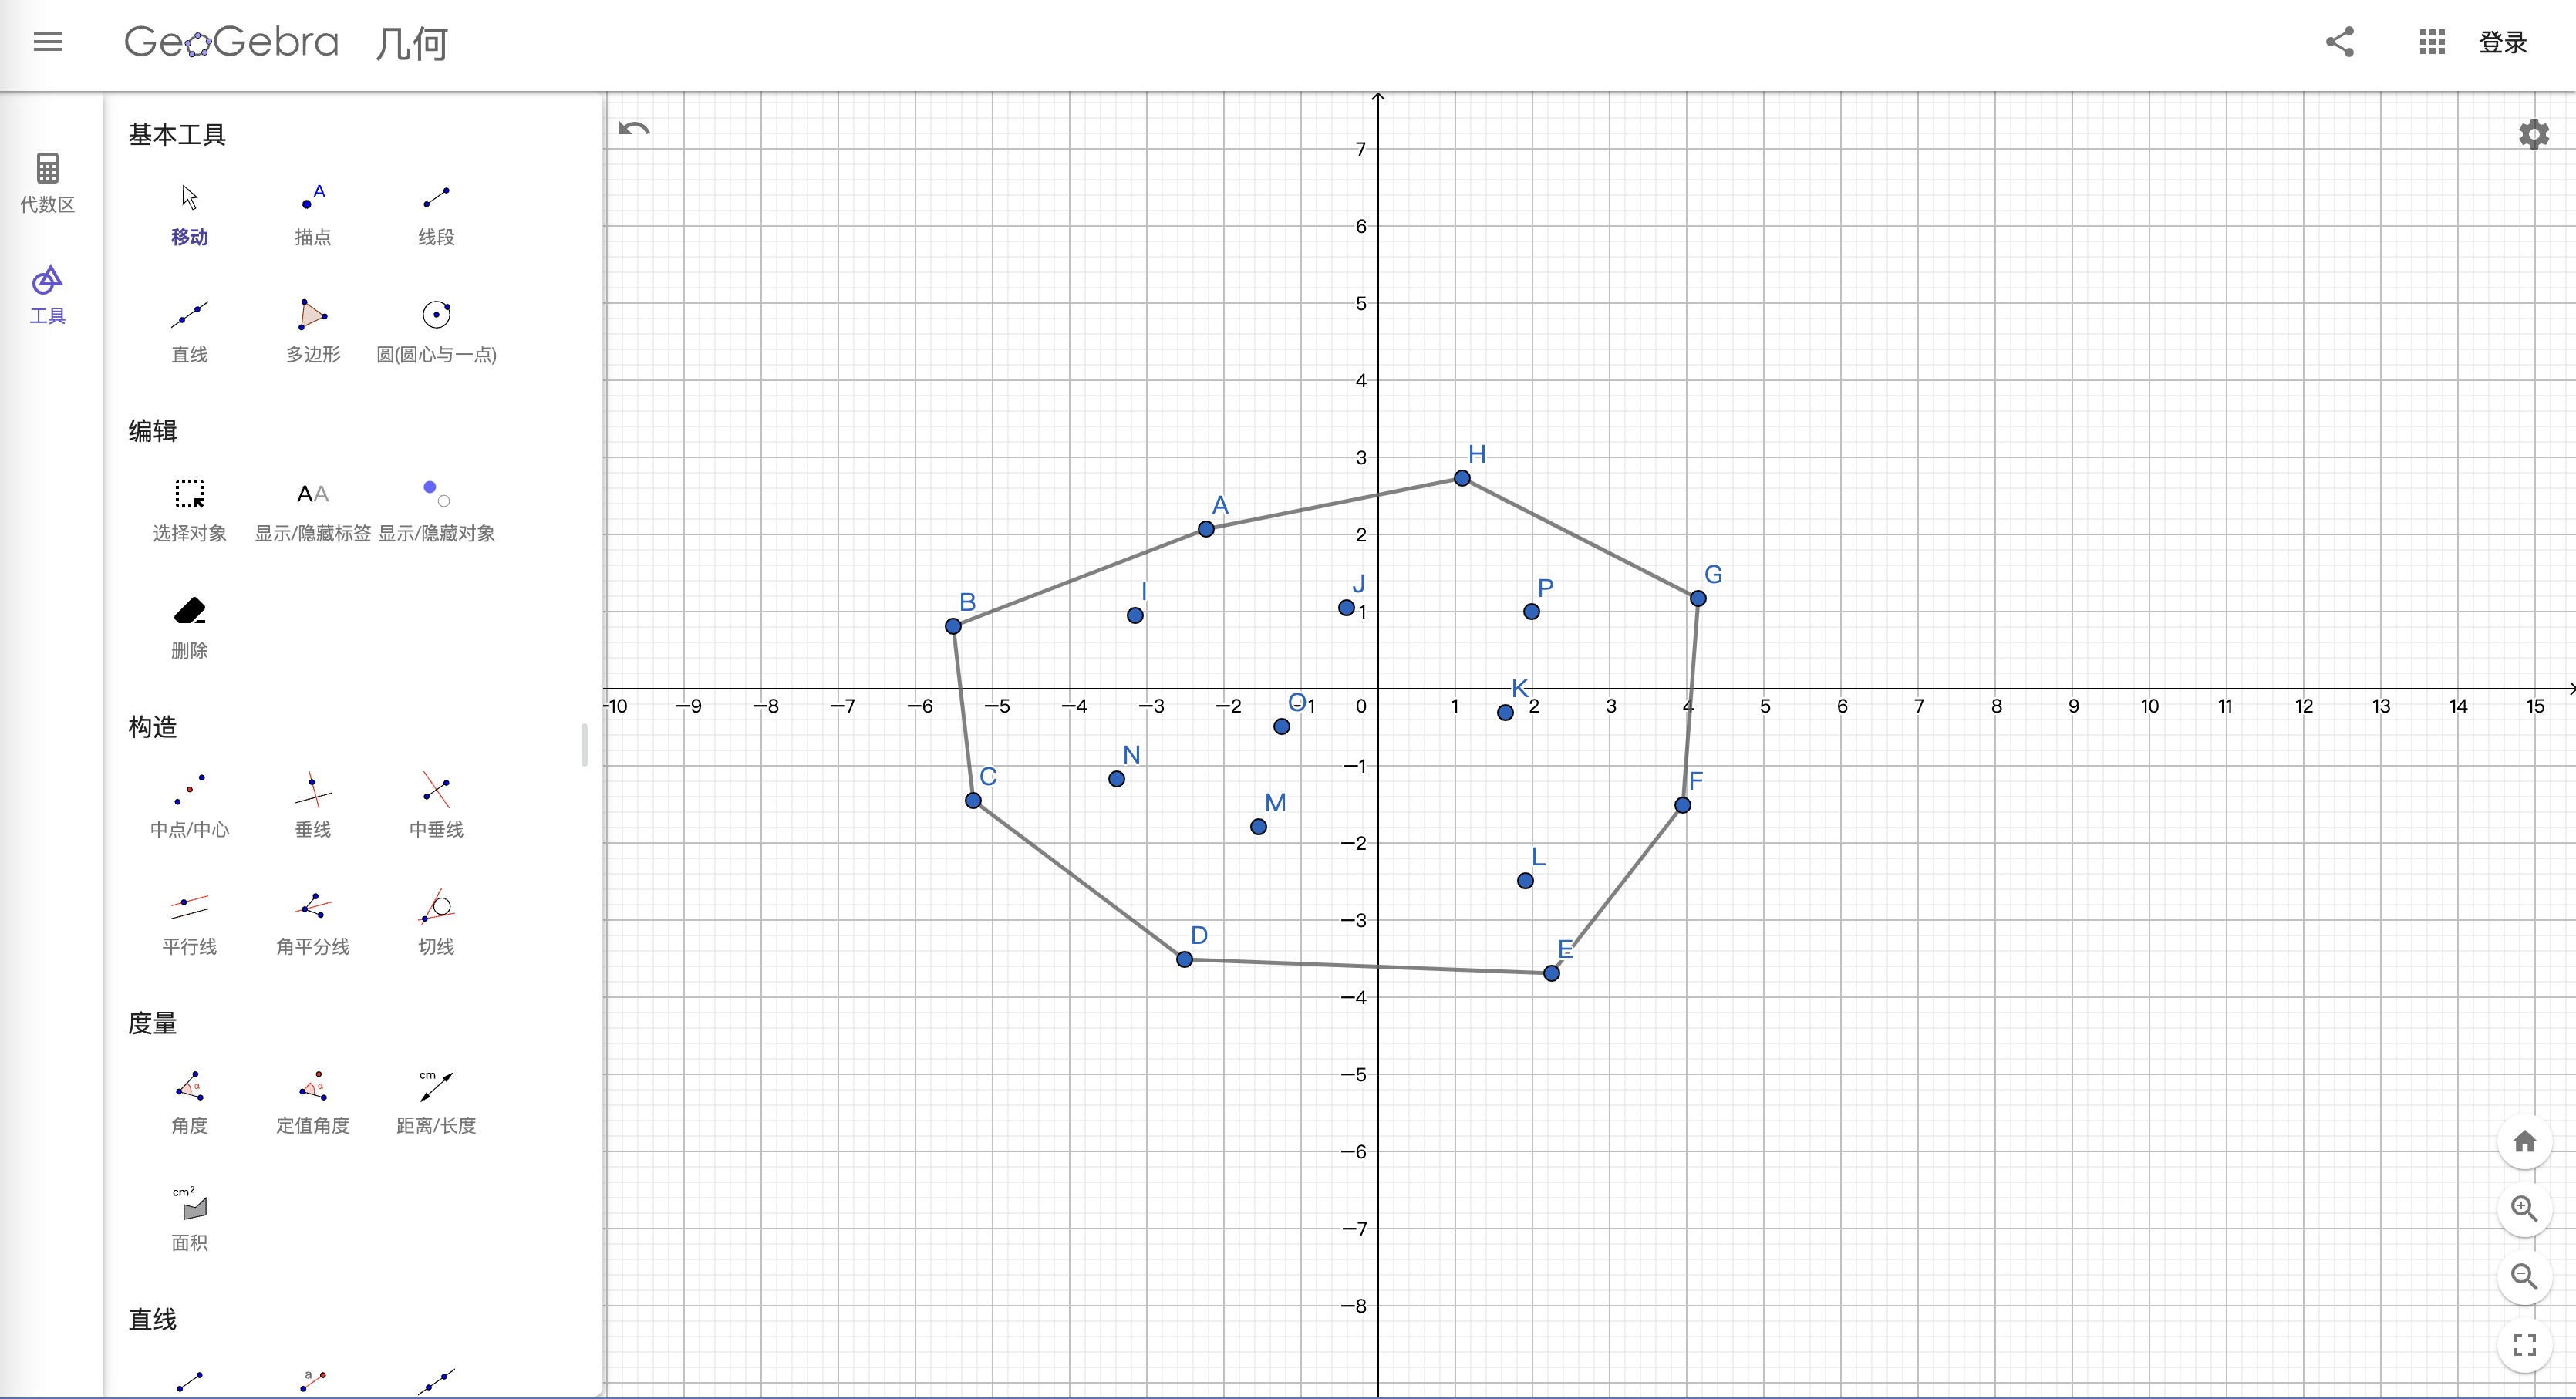 GeoGebra 几何
登录
代数区
工具
基本工具
移动 描点 线段
直线 多边形 圆(圆心与一点)
编辑
AA
选择对象 显示/隐藏标签 显示/隐藏对象
删除
构造
中点/中心 垂线 中垂线
平行线 角平分线 切线
度量
cm
角度 定值角度 距离/长度
cm²
面积
直线
a
7
6
5
4
3
2
1
H
A
G
B
I
J
P
K
O
−10 −9 −8 −7 −6 −5 −4 −3 −2 −1 0 1 2 3 4 5 6 7 8 9 10 11 12 13 14 15
N
C
M
F
L
D
E
−1
−2
−3
−4
−5
−6
−7
−8